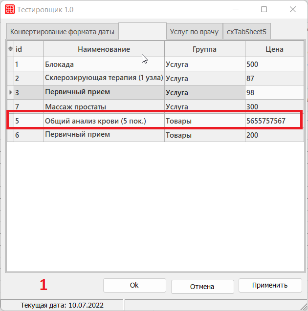 Тестировщик 1.0
Конвертирование формата даты Услуг по врачу cxTabSheet5
id Наименование Группа Цена
1 Блокада Услуга 500
2 Склерозирующая терапия (1 узла) Услуга 87
3 Первичный прием Услуга 98
7 Массаж простаты Услуга 300
5 Общий анализ крови (5 пок.) Товары 5655757567
6 Первичный прием Товары 200
1
Ok Отмена Применить
Текущая дата: 10.07.2022